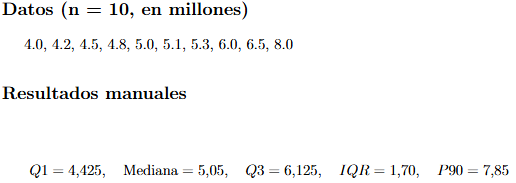 Datos (n = 10, en millones)
4.0, 4.2, 4.5, 4.8, 5.0, 5.1, 5.3, 6.0, 6.5, 8.0
Resultados manuales
Q1 = 4,425, Mediana = 5,05, Q3 = 6,125, IQR = 1,70, P90 = 7,85